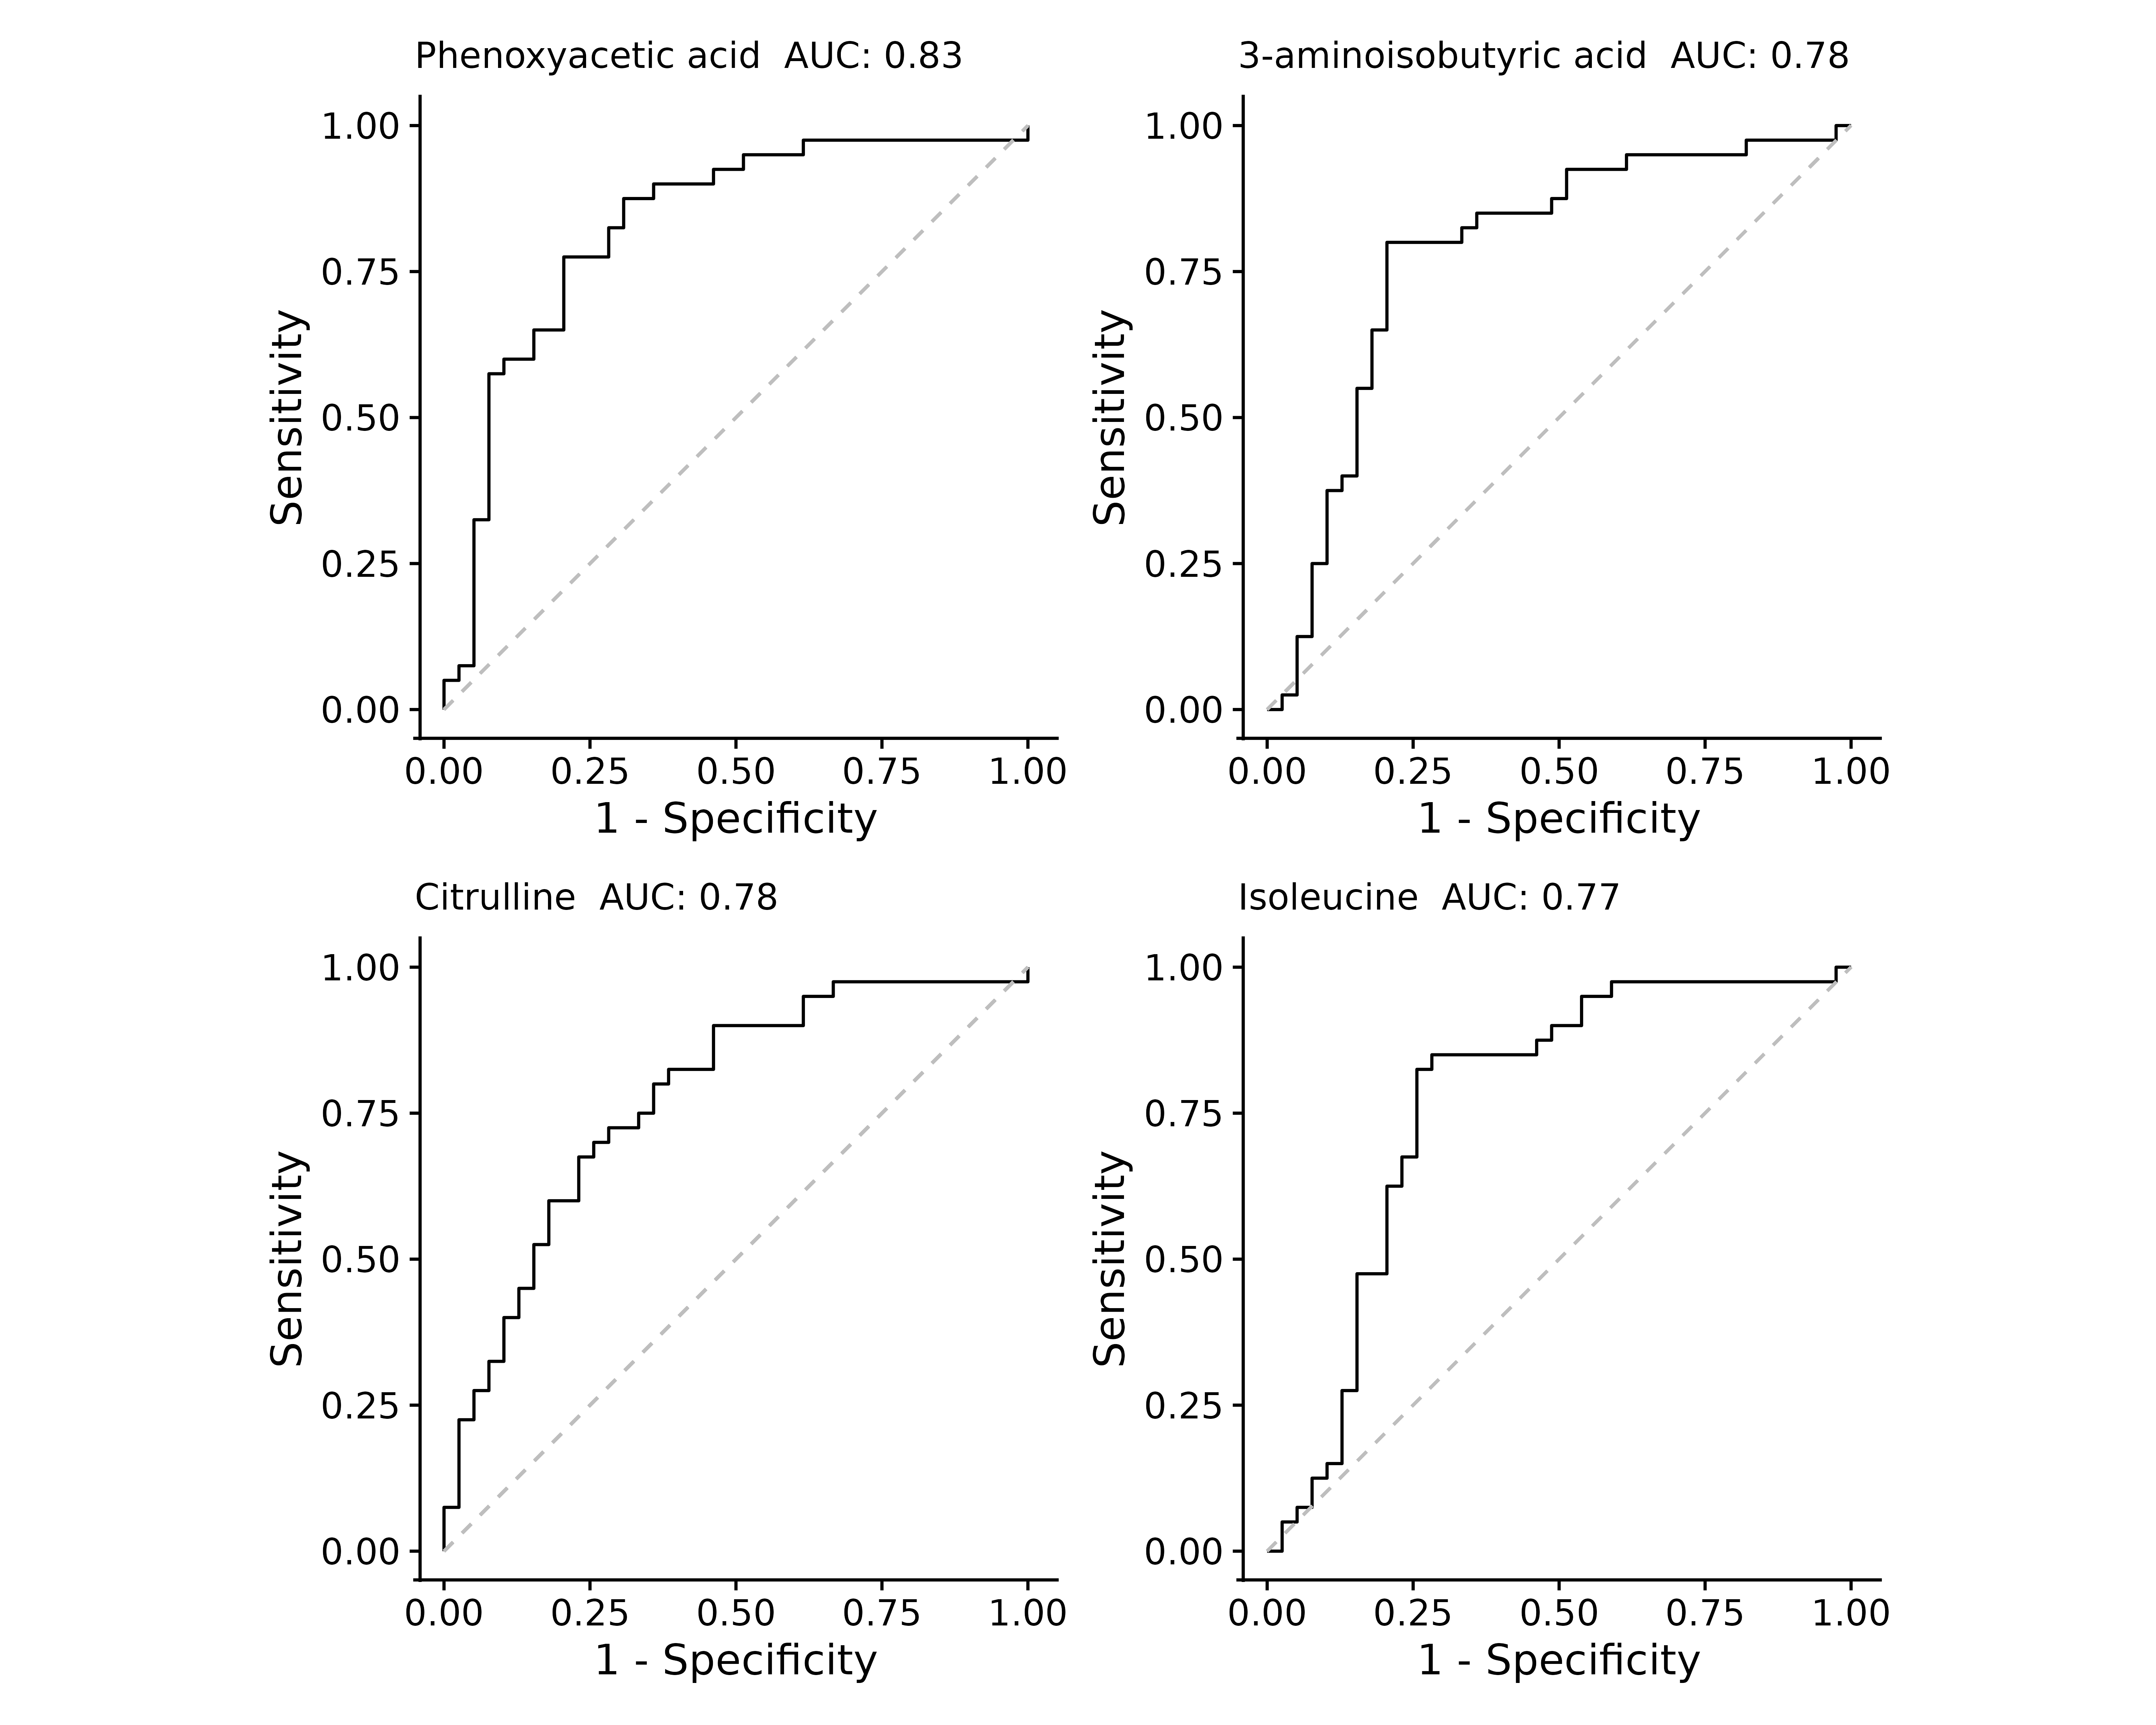 Phenoxyacetic acid  AUC: 0.83
1.00
0.75
0.50
0.25
0.00
Sensitivity
0.00 0.25 0.50 0.75 1.00
1 - Specificity
3-aminoisobutyric acid  AUC: 0.78
1.00
0.75
0.50
0.25
0.00
Sensitivity
0.00 0.25 0.50 0.75 1.00
1 - Specificity
Citrulline  AUC: 0.78
1.00
0.75
0.50
0.25
0.00
Sensitivity
0.00 0.25 0.50 0.75 1.00
1 - Specificity
Isoleucine  AUC: 0.77
1.00
0.75
0.50
0.25
0.00
Sensitivity
0.00 0.25 0.50 0.75 1.00
1 - Specificity